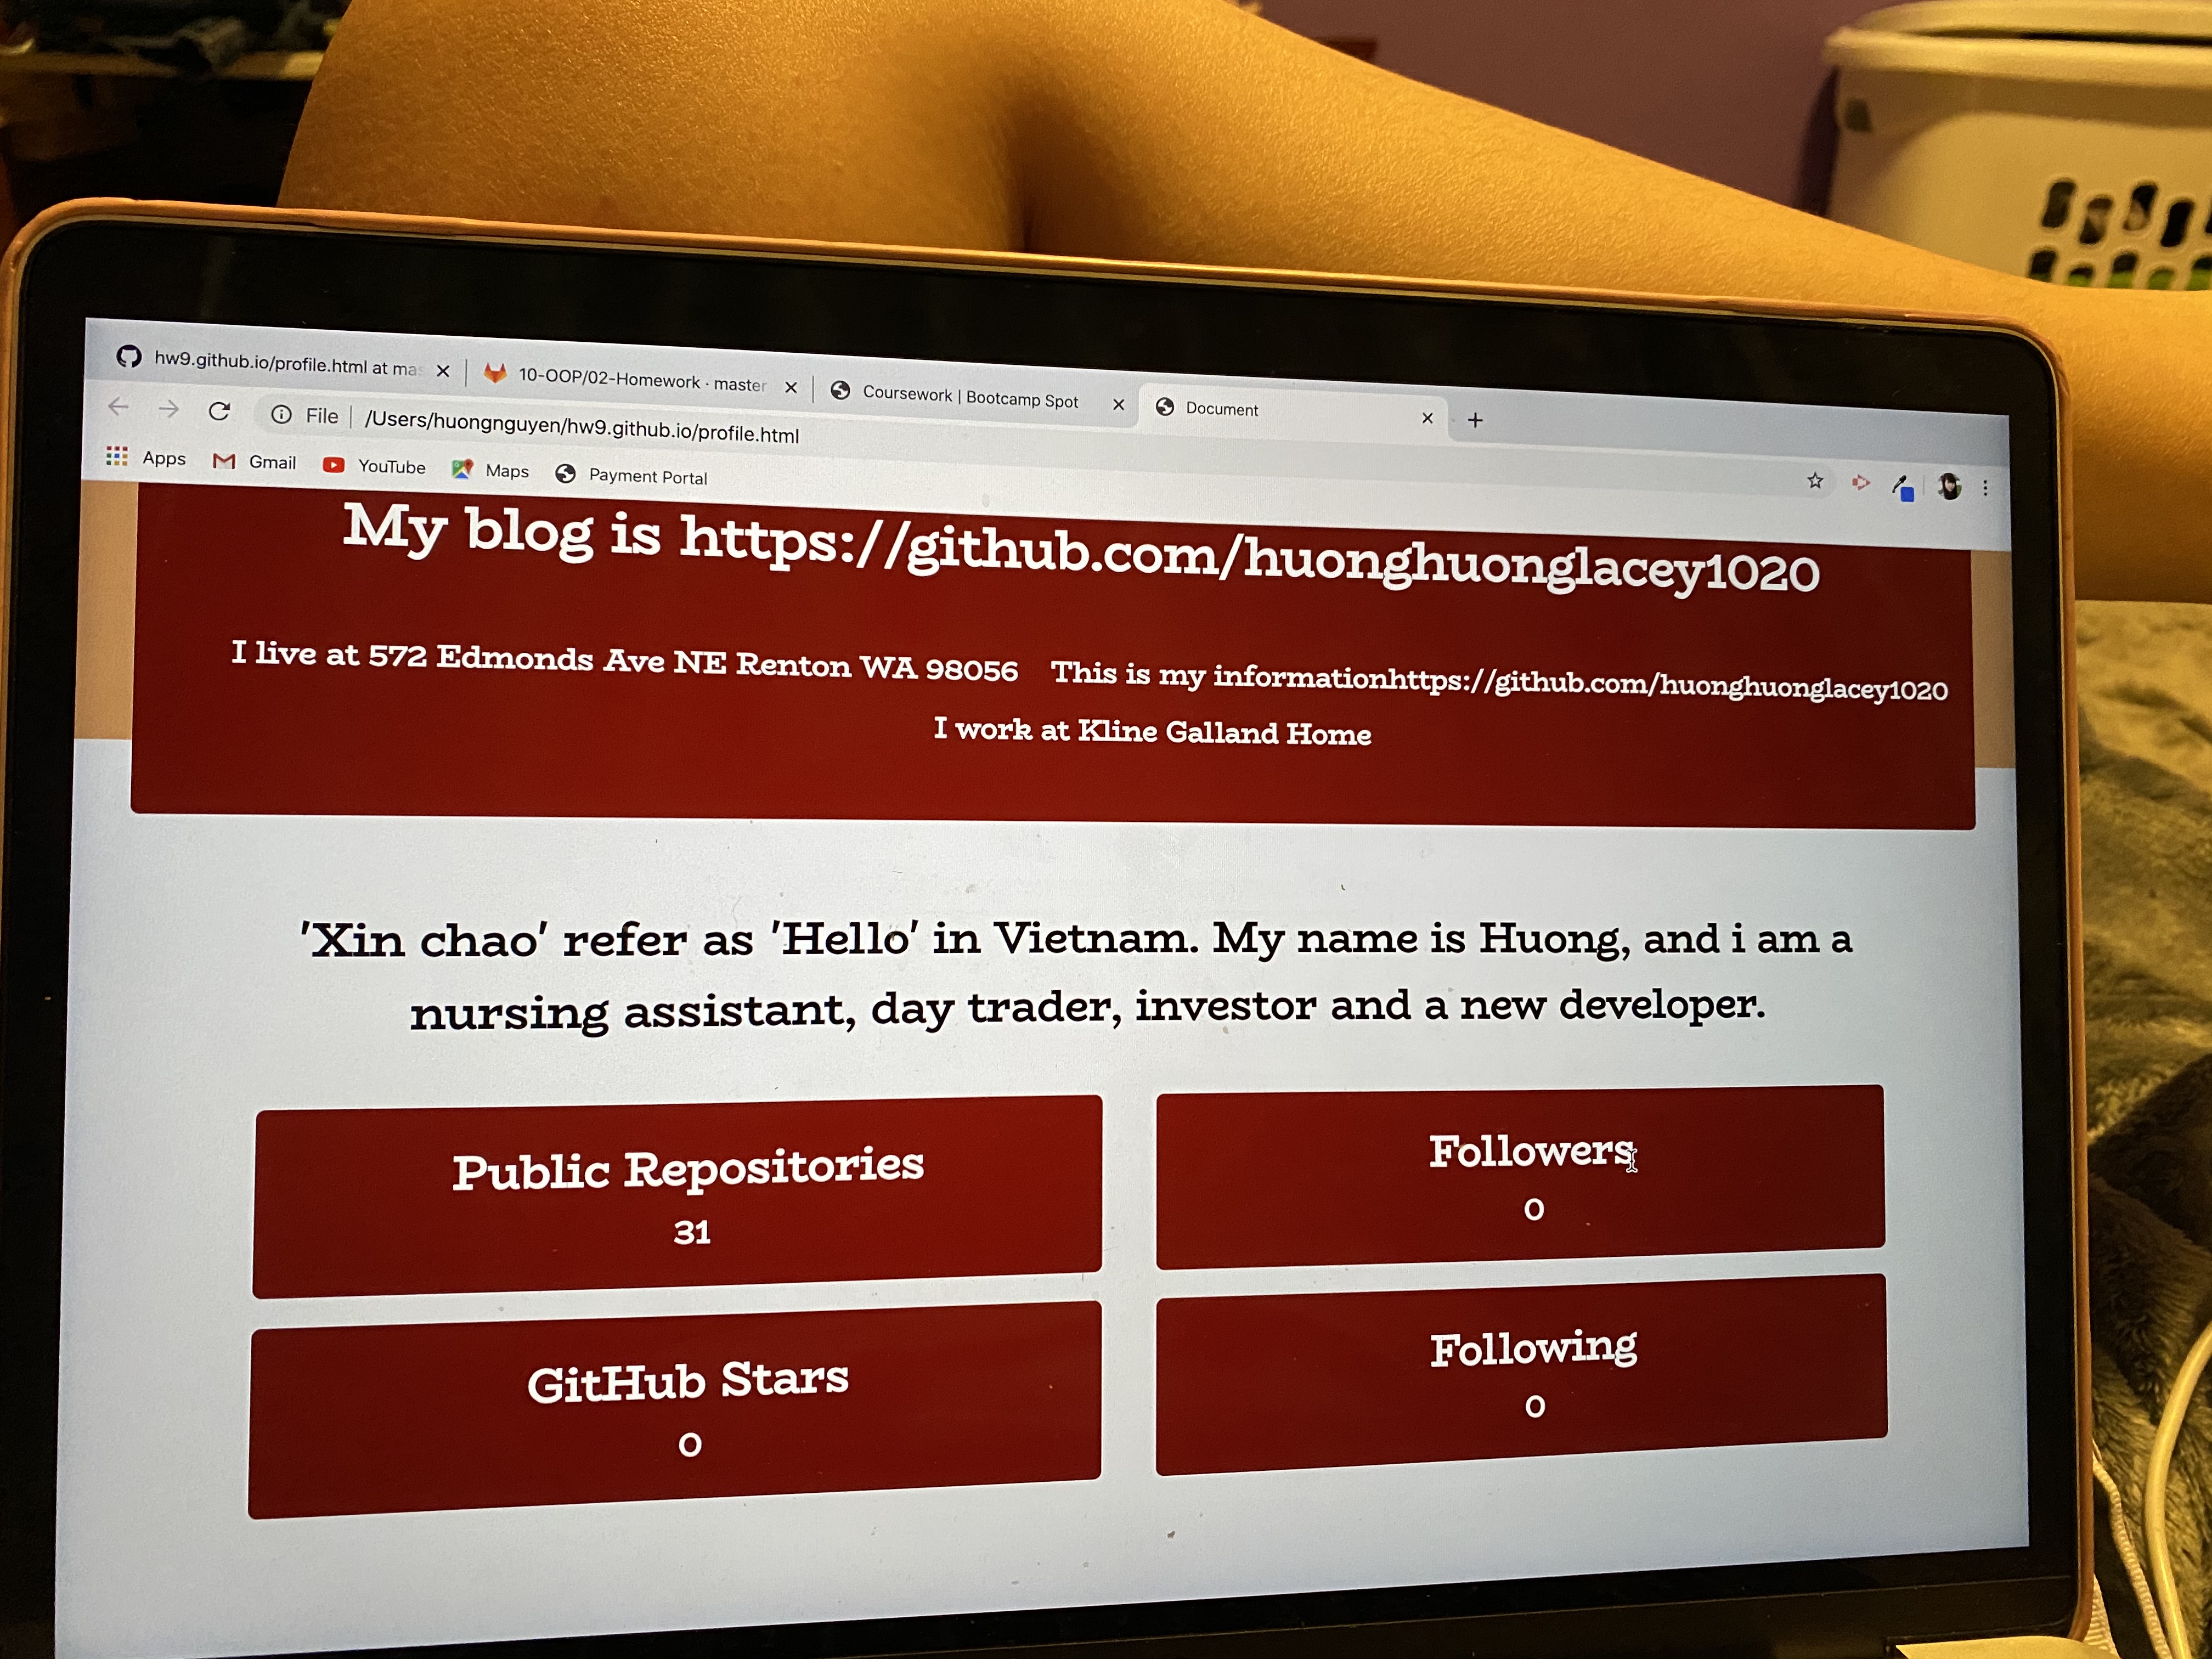 hw9.github.io/profile.html at mas
10-OOP/02-Homework · master
Coursework | Bootcamp Spot
Document
File | /Users/huongnguyen/hw9.github.io/profile.html
Apps Gmail YouTube Maps Payment Portal
My blog is https://github.com/huonghuonglacey1020
I live at 572 Edmonds Ave NE Renton WA 98056 This is my informationhttps://github.com/huonghuonglacey1020
I work at Kline Galland Home
'Xin chao' refer as 'Hello' in Vietnam. My name is Huong, and i am a
nursing assistant, day trader, investor and a new developer.
Public Repositories
31
Followers
0
GitHub Stars
0
Following
0